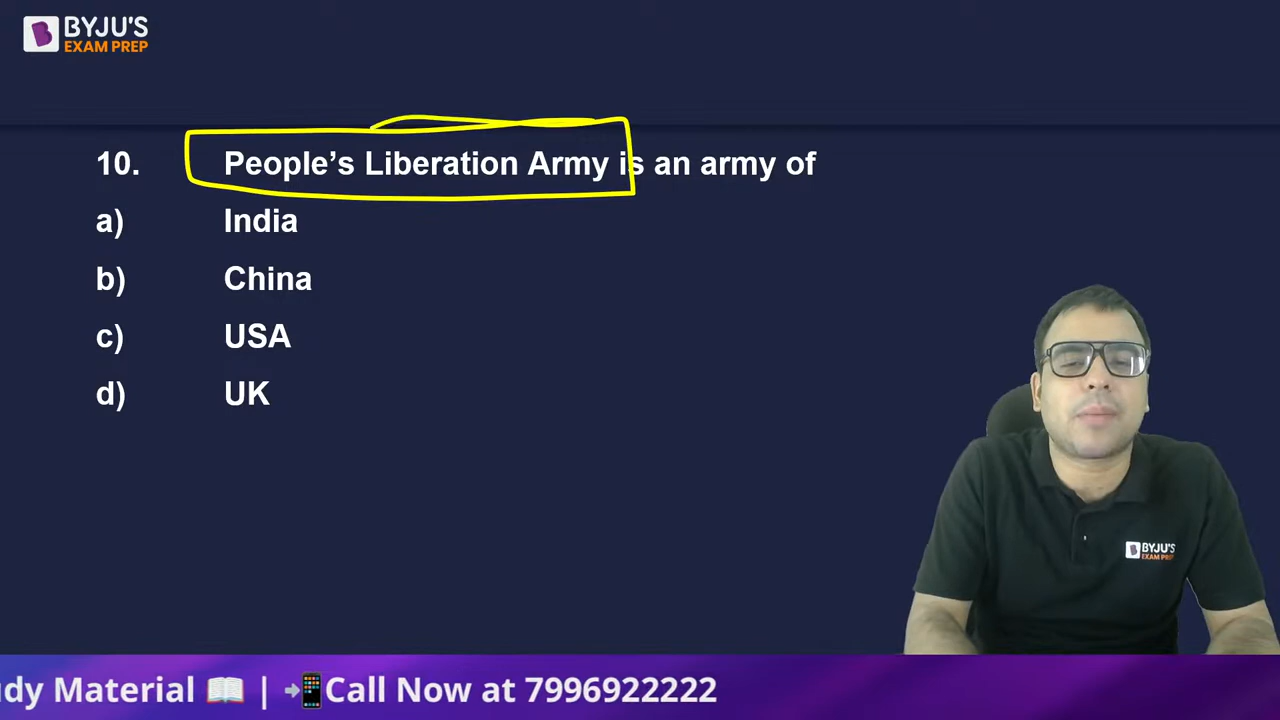 BYJU'S
EXAM PREP
10. People's Liberation Army is an army of
a) India
b) China
c) USA
d) UK
BYJU'S
EXAM PREP
dy Material 📖 | 📲Call Now at 7996922222